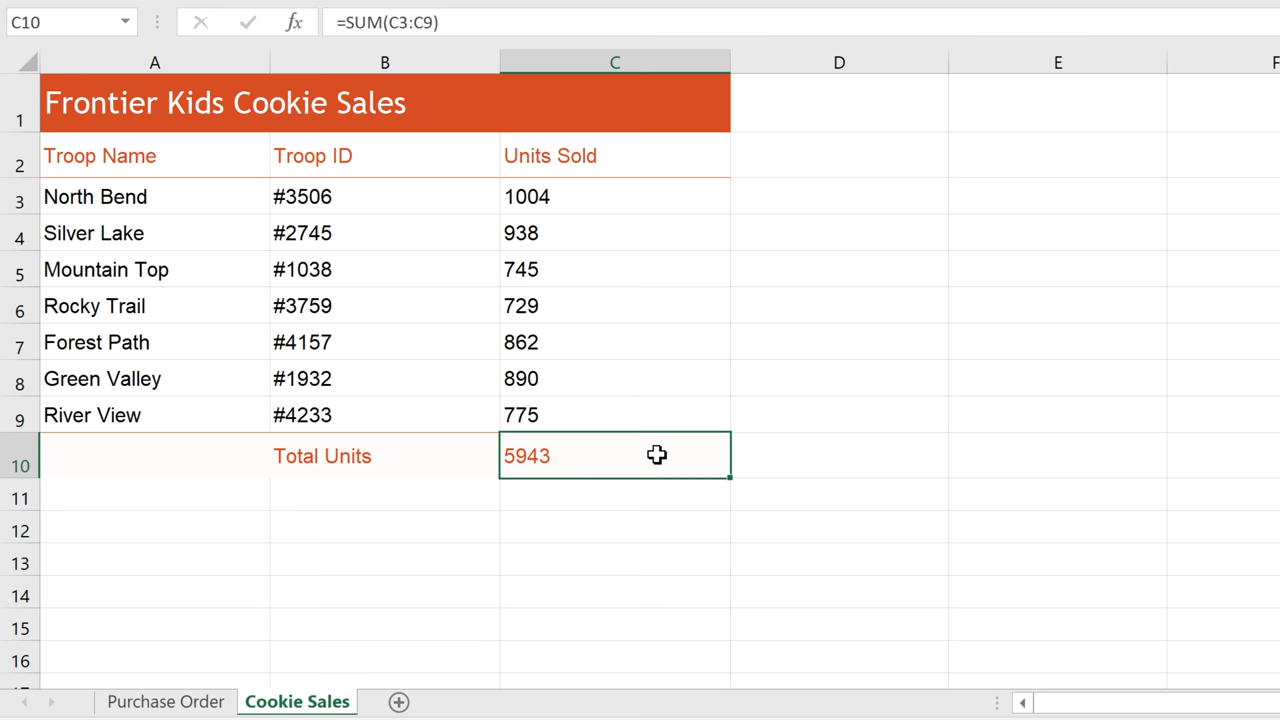 C10 fx =SUM(C3:C9)
A B C D E F
1 Frontier Kids Cookie Sales
2 Troop Name Troop ID Units Sold
3 North Bend #3506 1004
4 Silver Lake #2745 938
5 Mountain Top #1038 745
6 Rocky Trail #3759 729
7 Forest Path #4157 862
8 Green Valley #1932 890
9 River View #4233 775
10 Total Units 5943
11
12
13
14
15
16
Purchase Order Cookie Sales